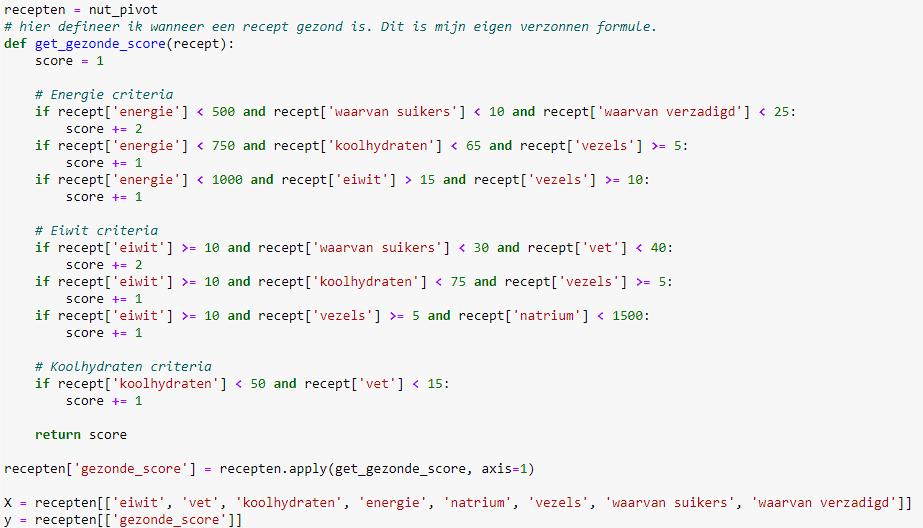 recepten = nut_pivot
# hier defineer ik wanneer een recept gezond is. Dit is mijn eigen verzonnen formule.
def get_gezonde_score(recept):
    score = 1

    # Energie criteria
    if recept['energie'] < 500 and recept['waarvan suikers'] < 10 and recept['waarvan verzadigd'] < 25:
        score += 2
    if recept['energie'] < 750 and recept['koolhydraten'] < 65 and recept['vezels'] >= 5:
        score += 1
    if recept['energie'] < 1000 and recept['eiwit'] > 15 and recept['vezels'] >= 10:
        score += 1

    # Eiwit criteria
    if recept['eiwit'] >= 10 and recept['waarvan suikers'] < 30 and recept['vet'] < 40:
        score += 2
    if recept['eiwit'] >= 10 and recept['koolhydraten'] < 75 and recept['vezels'] >= 5:
        score += 1
    if recept['eiwit'] >= 10 and recept['vezels'] >= 5 and recept['natrium'] < 1500:
        score += 1

    # Koolhydraten criteria
    if recept['koolhydraten'] < 50 and recept['vet'] < 15:
        score += 1

    return score

recepten['gezonde_score'] = recepten.apply(get_gezonde_score, axis=1)

X = recepten[['eiwit', 'vet', 'koolhydraten', 'energie', 'natrium', 'vezels', 'waarvan suikers', 'waarvan verzadigd']]
y = recepten[['gezonde_score']]